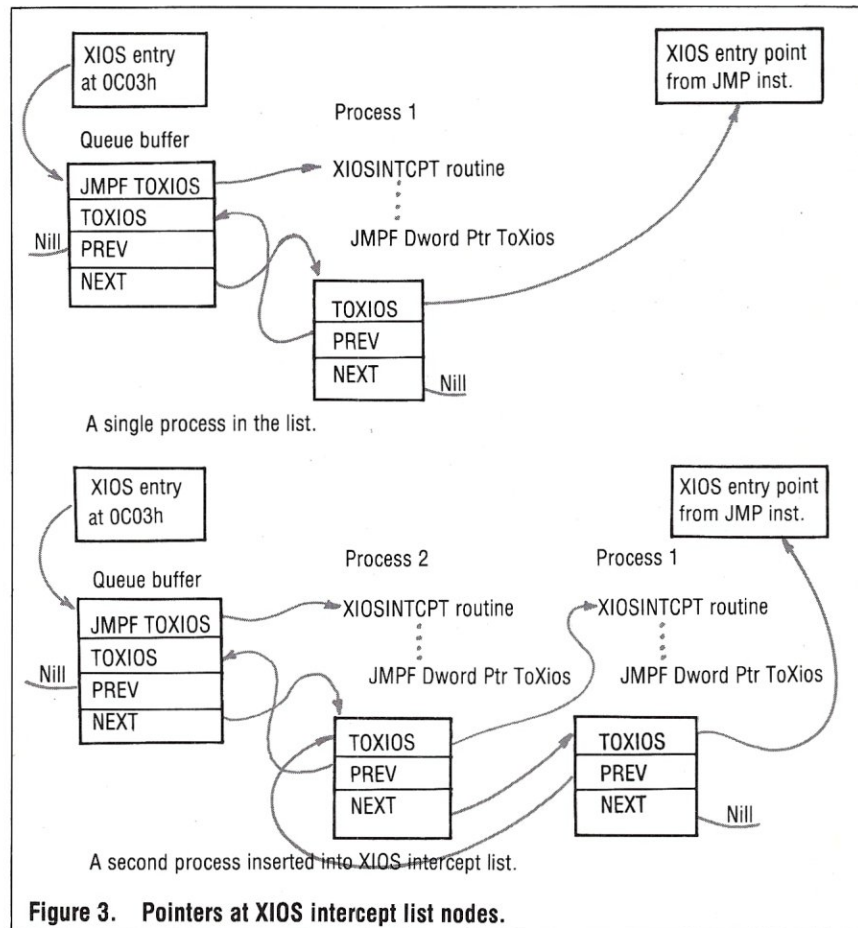 XIOS entry
at 0C03h
XIOS entry point
from JMP inst.
Process 1
Queue buffer
JMPF TOXIOS
XIOSINTCPT routine
TOXIOS
JMPF Dword Ptr ToXios
Nill
PREV
NEXT
TOXIOS
PREV
NEXT
Nill
A single process in the list.
XIOS entry
at 0C03h
XIOS entry point
from JMP inst.
Process 2
Process 1
Queue buffer
JMPF TOXIOS
XIOSINTCPT routine
XIOSINTCPT routine
TOXIOS
JMPF Dword Ptr ToXios
JMPF Dword Ptr ToXios
Nill
PREV
NEXT
TOXIOS
PREV
NEXT
TOXIOS
PREV
NEXT
Nill
A second process inserted into XIOS intercept list.
Figure 3. Pointers at XIOS intercept list nodes.